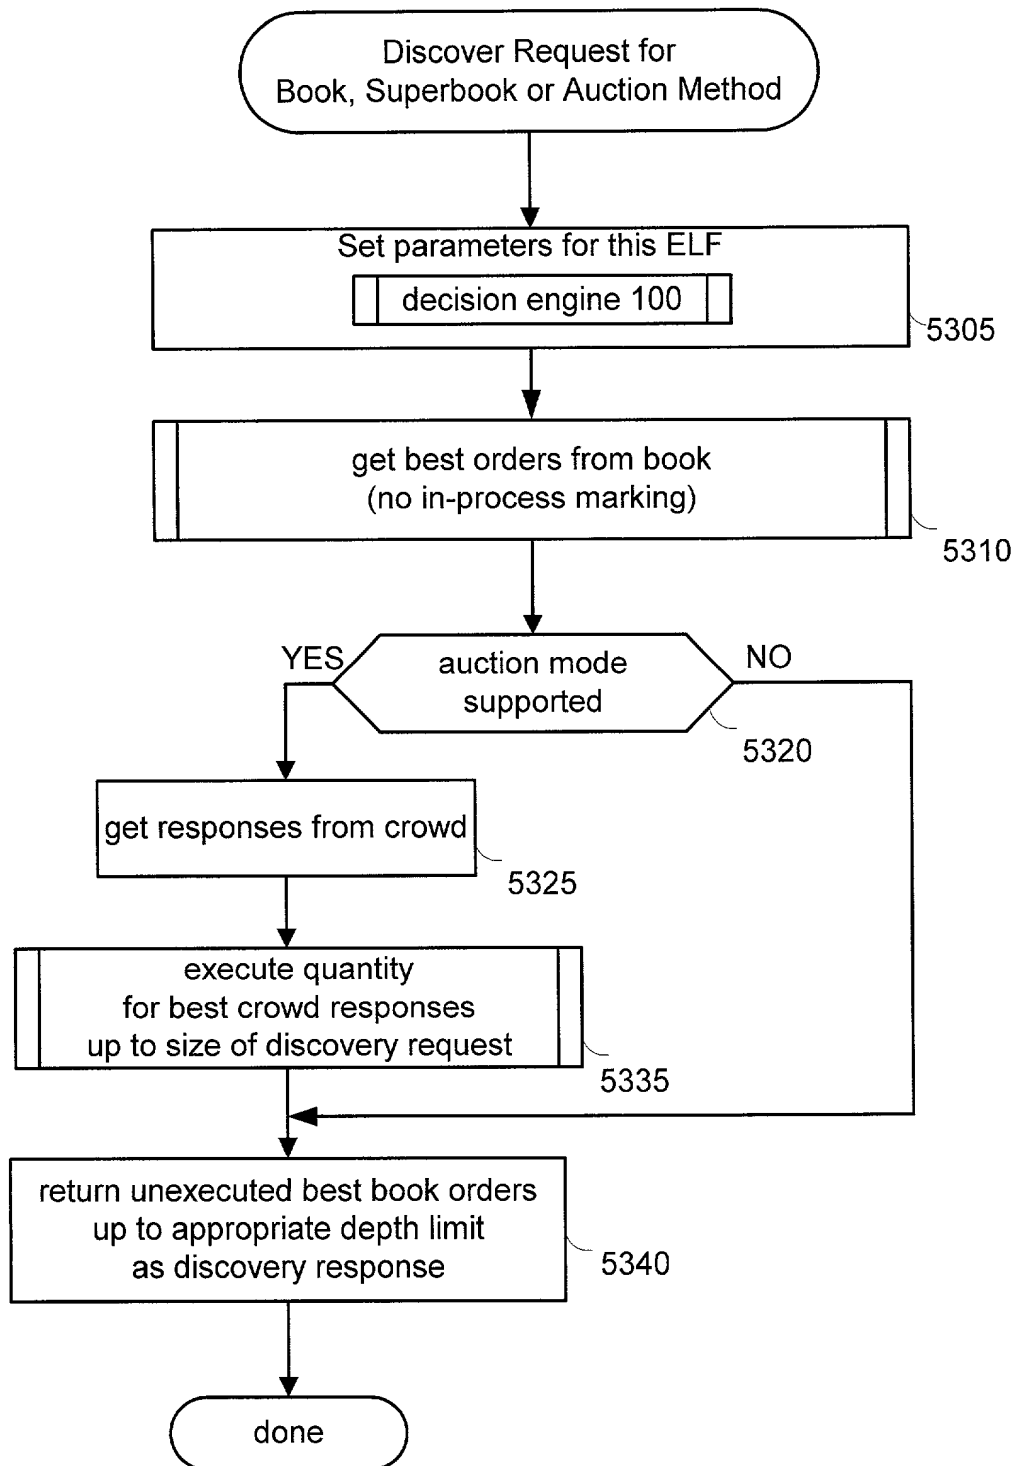 Discover Request for
Book, Superbook or Auction Method
Set parameters for this ELF
decision engine 100
5305
get best orders from book
(no in-process marking)
5310
YES
auction mode
supported
NO
5320
get responses from crowd
5325
execute quantity
for best crowd responses
up to size of discovery request
5335
return unexecuted best book orders
up to appropriate depth limit
as discovery response
5340
done